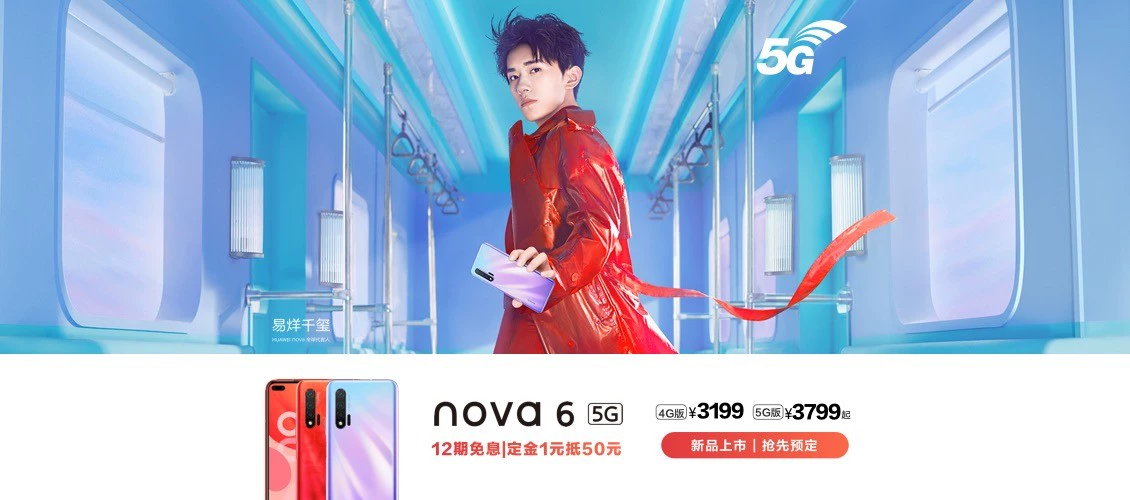 5G
易烊千玺
HUAWEI nova 全球代言人
nova 6 5G
4G版 ¥3199 5G版 ¥3799起
12期免息|定金1元抵50元
新品上市 | 抢先预定